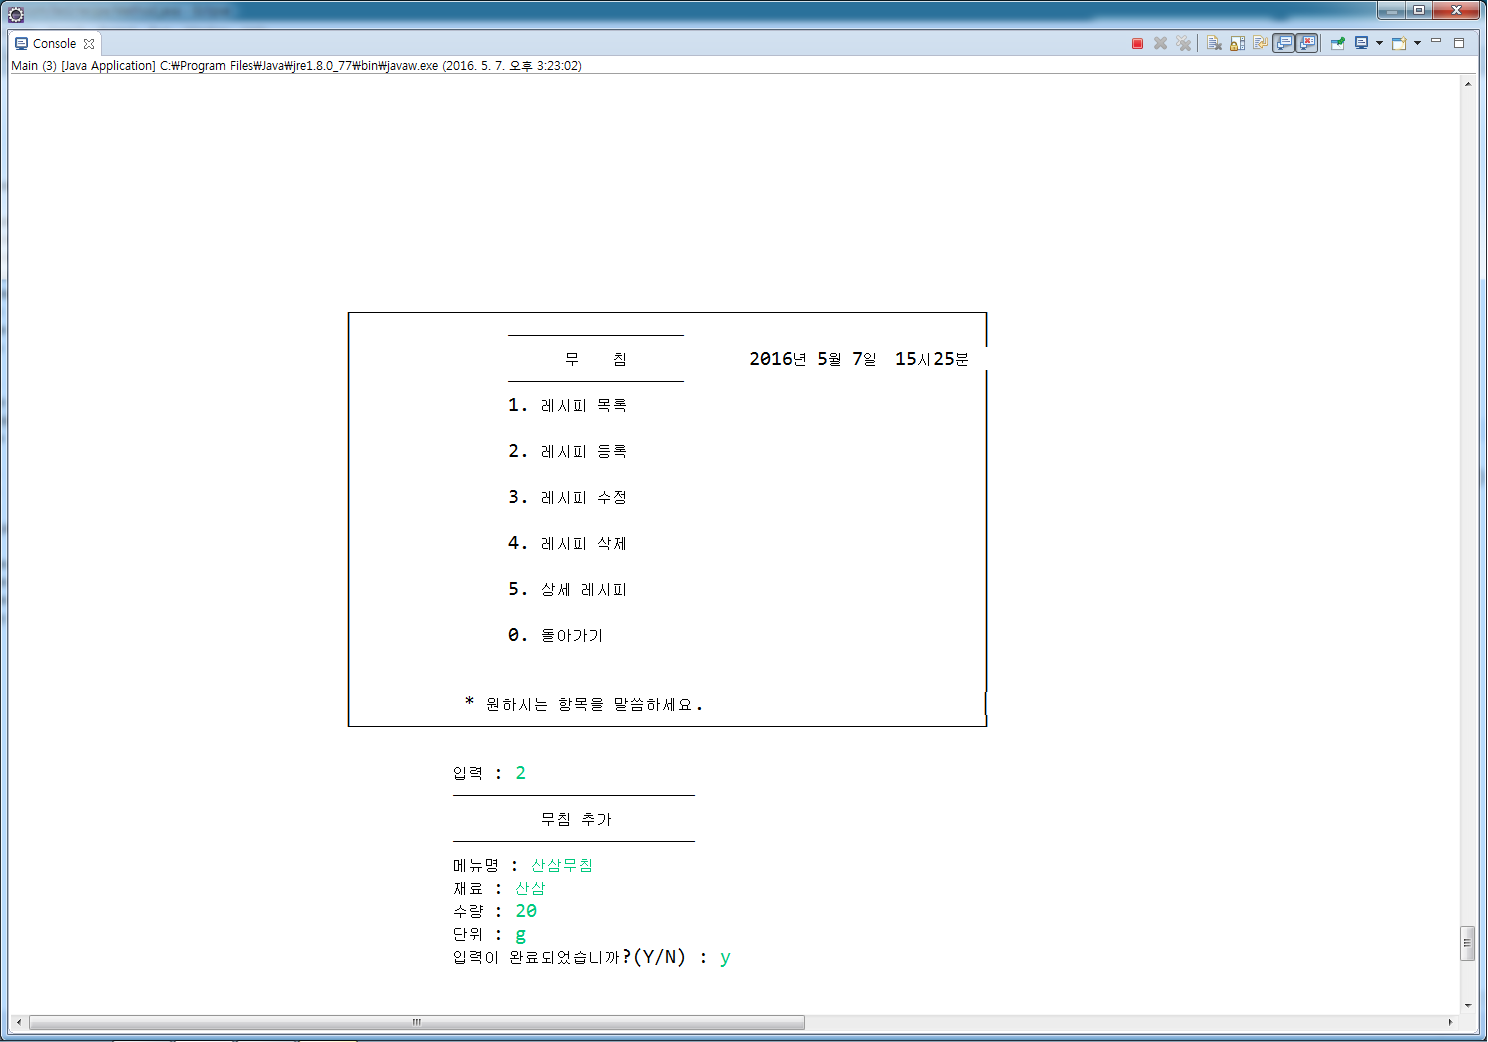 Console
Main (3) [Java Application] C:₩Program Files₩Java₩jre1.8.0_77₩bin₩javaw.exe (2016. 5. 7. 오후 3:23:02)
무 침 2016년 5월 7일 15시25분
1. 레시피 목록
2. 레시피 등록
3. 레시피 수정
4. 레시피 삭제
5. 상세 레시피
0. 돌아가기
* 원하시는 항목을 말씀하세요.
입력 : 2
무침 추가
메뉴명 : 산삼무침
재료 : 산삼
수량 : 20
단위 : g
입력이 완료되었습니까?(Y/N) : y